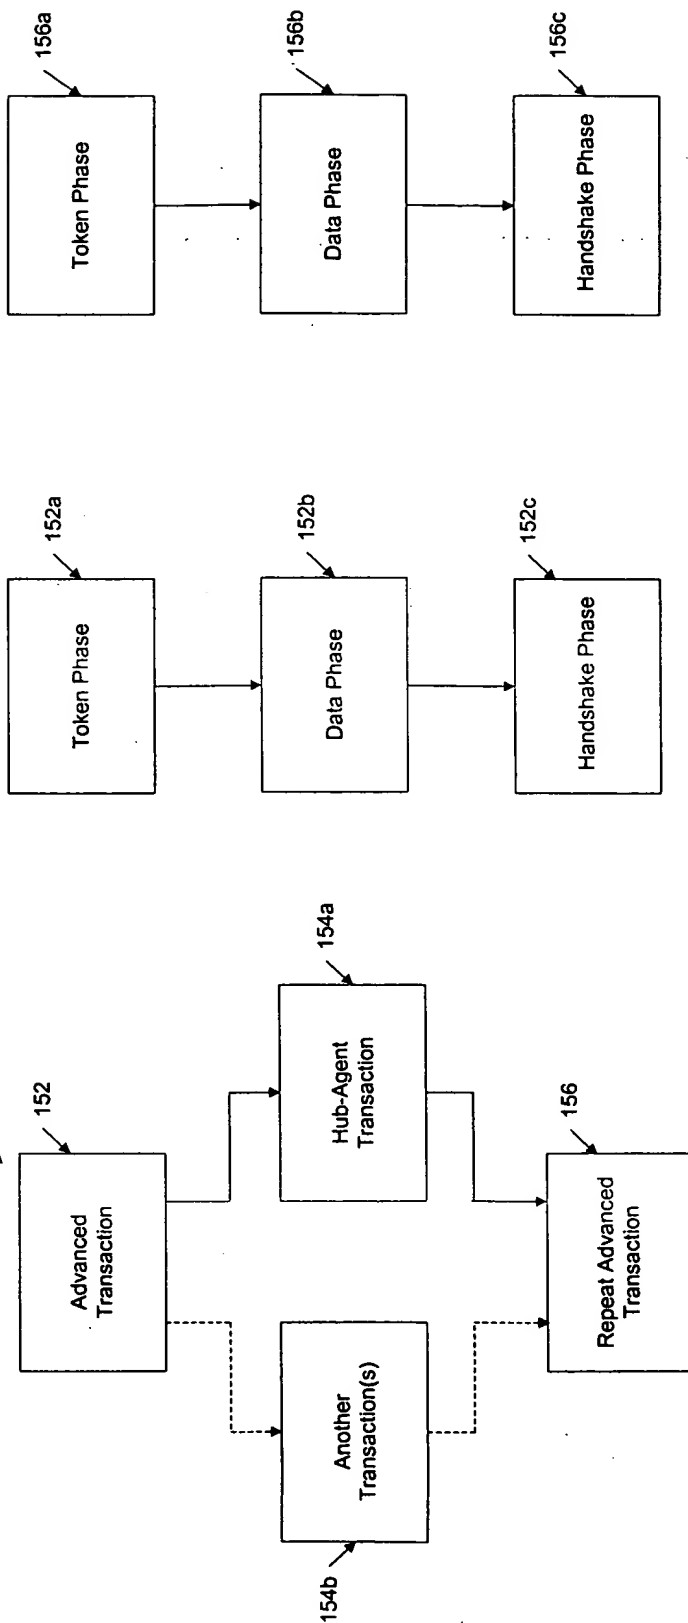 152
Advanced
Transaction
154b
Another
Transaction(s)
154a
Hub-Agent
Transaction
156
Repeat Advanced
Transaction
152a
Token Phase
152b
Data Phase
152c
Handshake Phase
156a
Token Phase
156b
Data Phase
156c
Handshake Phase